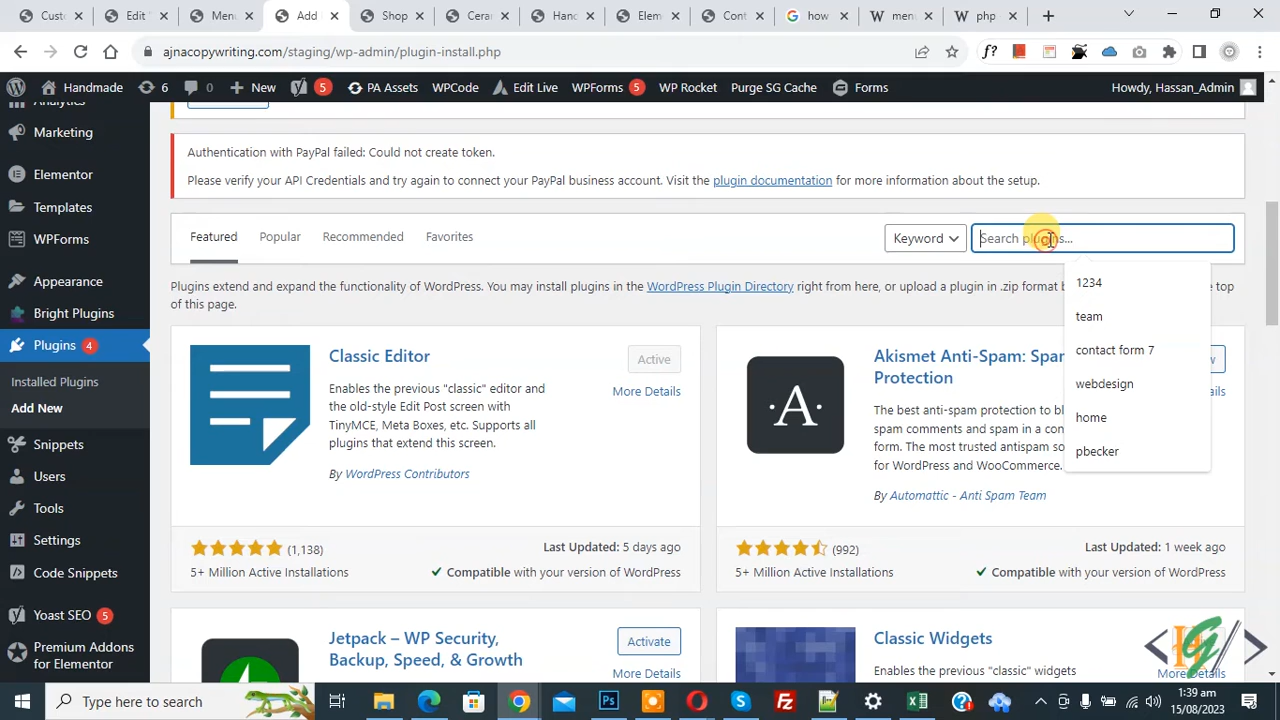 Custo
Edit
Menu
Add
Shop
Ceran
Hanc
Elem
Cont
how
menu
php -
ajnacopywriting.com/staging/wp-admin/plugin-install.php
Handmade
6
0
New
5
PA Assets
WPCode
Edit Live
WPForms 5
WP Rocket
Purge SG Cache
Forms
Howdy, Hassan_Admin
Analytics
Marketing
Elementor
Templates
WPForms
Appearance
Bright Plugins
Plugins 4
Installed Plugins
Add New
Snippets
Users
Tools
Settings
Code Snippets
Yoast SEO 5
Premium Addons
for Elementor
Authentication with PayPal failed: Could not create token.
Please verify your API Credentials and try again to connect your PayPal business account. Visit the plugin documentation for more information about the setup.
Featured
Popular
Recommended
Favorites
Keyword
Search plugins...
1234
team
contact form 7
webdesign
home
pbecker
Plugins extend and expand the functionality of WordPress. You may install plugins in the WordPress Plugin Directory right from here, or upload a plugin in .zip format b
e top
of this page.
Classic Editor
Active
More Details
Enables the previous "classic" editor and
the old-style Edit Post screen with
TinyMCE, Meta Boxes, etc. Supports all
plugins that extend this screen.
By WordPress Contributors
(1,138)
Last Updated: 5 days ago
5+ Million Active Installations
Compatible with your version of WordPress
Akismet Anti-Spam: Spar
Protection
w
tails
The best anti-spam protection to bl
spam comments and spam in a con
form. The most trusted antispam so
for WordPress and WooCommerce.
By Automattic - Anti Spam Team
(992)
Last Updated: 1 week ago
5+ Million Active Installations
Compatible with your version of WordPress
Jetpack – WP Security,
Backup, Speed, & Growth
Activate
More Details
Classic Widgets
Enables the previous "classic" widgets
More Details
Type here to search
1:39 am
15/08/2023